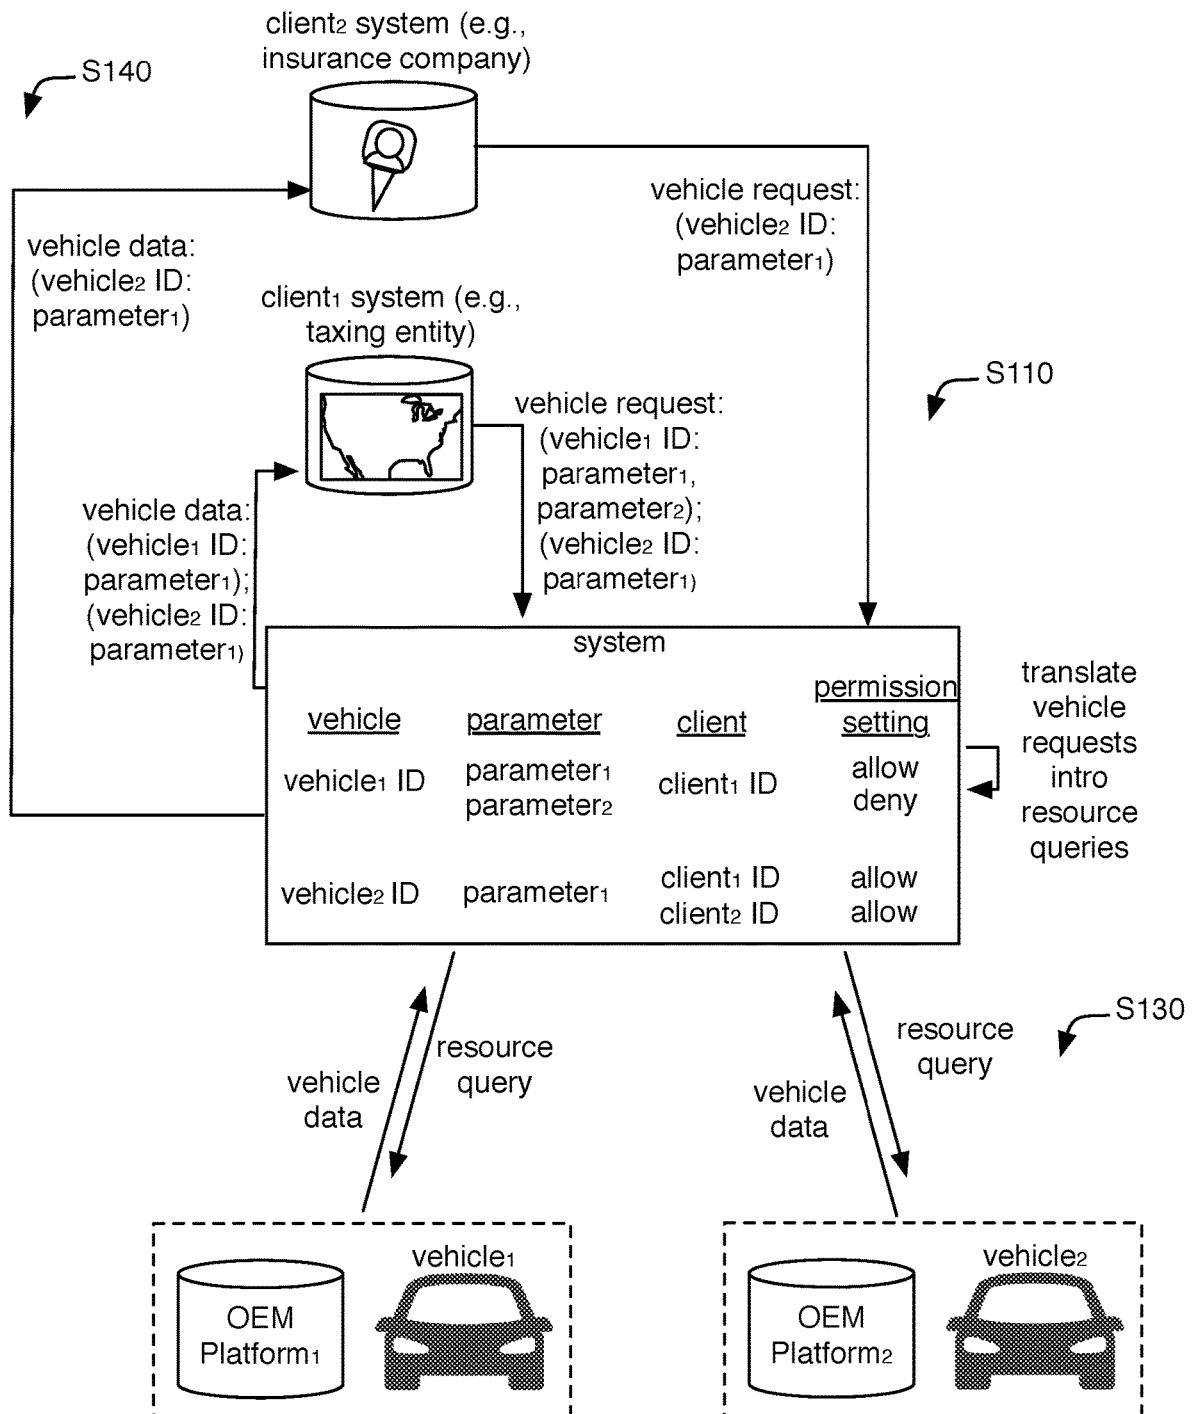 client₂ system (e.g.,
insurance company)
S140
vehicle request:
(vehicle₂ ID:
parameter₁)
vehicle data:
(vehicle₂ ID:
parameter₁)
client₁ system (e.g.,
taxing entity)
S110
vehicle request:
(vehicle₁ ID:
parameter₁,
parameter₂);
(vehicle₂ ID:
parameter₁)
vehicle data:
(vehicle₁ ID:
parameter₁);
(vehicle₂ ID:
parameter₁)
system
vehicle parameter client permission setting
vehicle₁ ID parameter₁ client₁ ID allow
parameter₂ deny
vehicle₂ ID parameter₁ client₁ ID allow
client₂ ID allow
translate
vehicle
requests
intro
resource
queries
S130
resource
query
vehicle
data
resource
query
vehicle
data
vehicle₁
OEM
Platform₁
vehicle₂
OEM
Platform₂